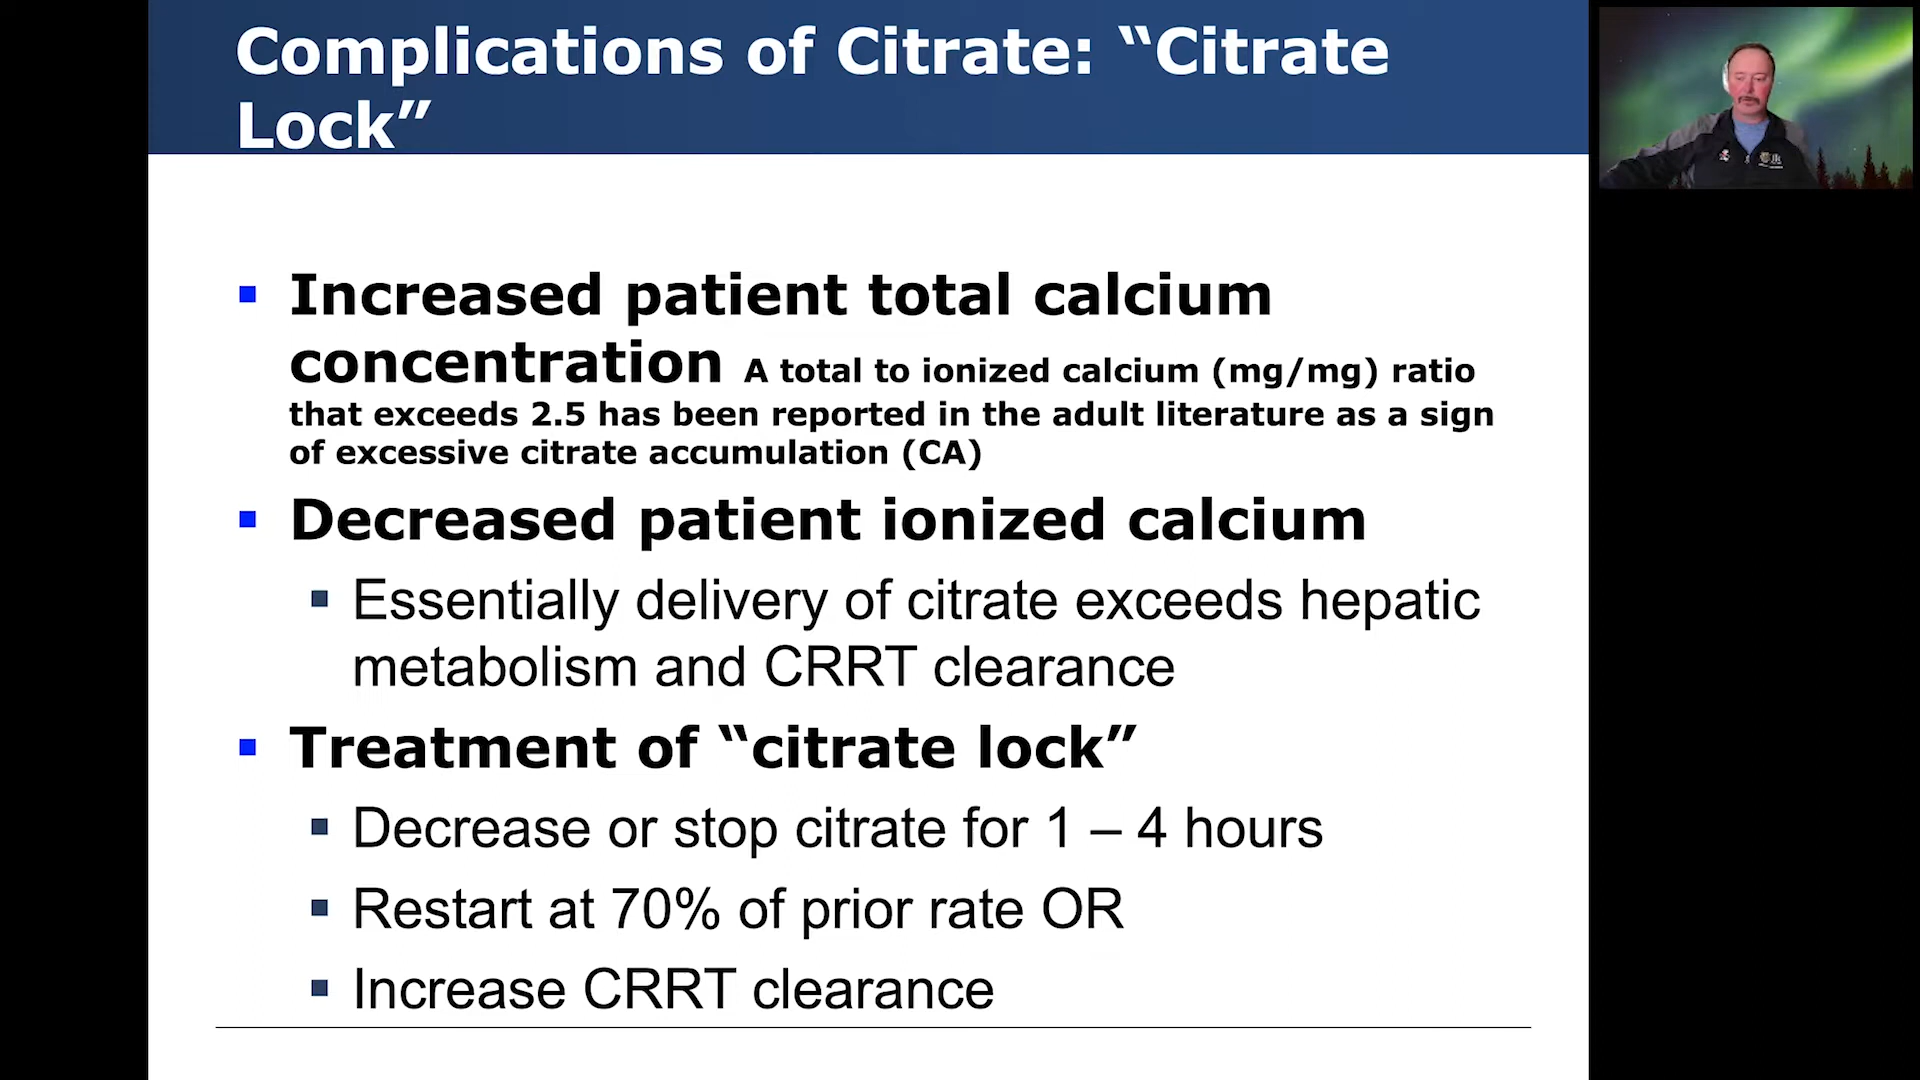 Complications of Citrate: “Citrate
Lock”
▪ Increased patient total calcium
concentration A total to ionized calcium (mg/mg) ratio
that exceeds 2.5 has been reported in the adult literature as a sign
of excessive citrate accumulation (CA)
▪ Decreased patient ionized calcium
▪ Essentially delivery of citrate exceeds hepatic
metabolism and CRRT clearance
▪ Treatment of “citrate lock”
▪ Decrease or stop citrate for 1 – 4 hours
▪ Restart at 70% of prior rate OR
▪ Increase CRRT clearance